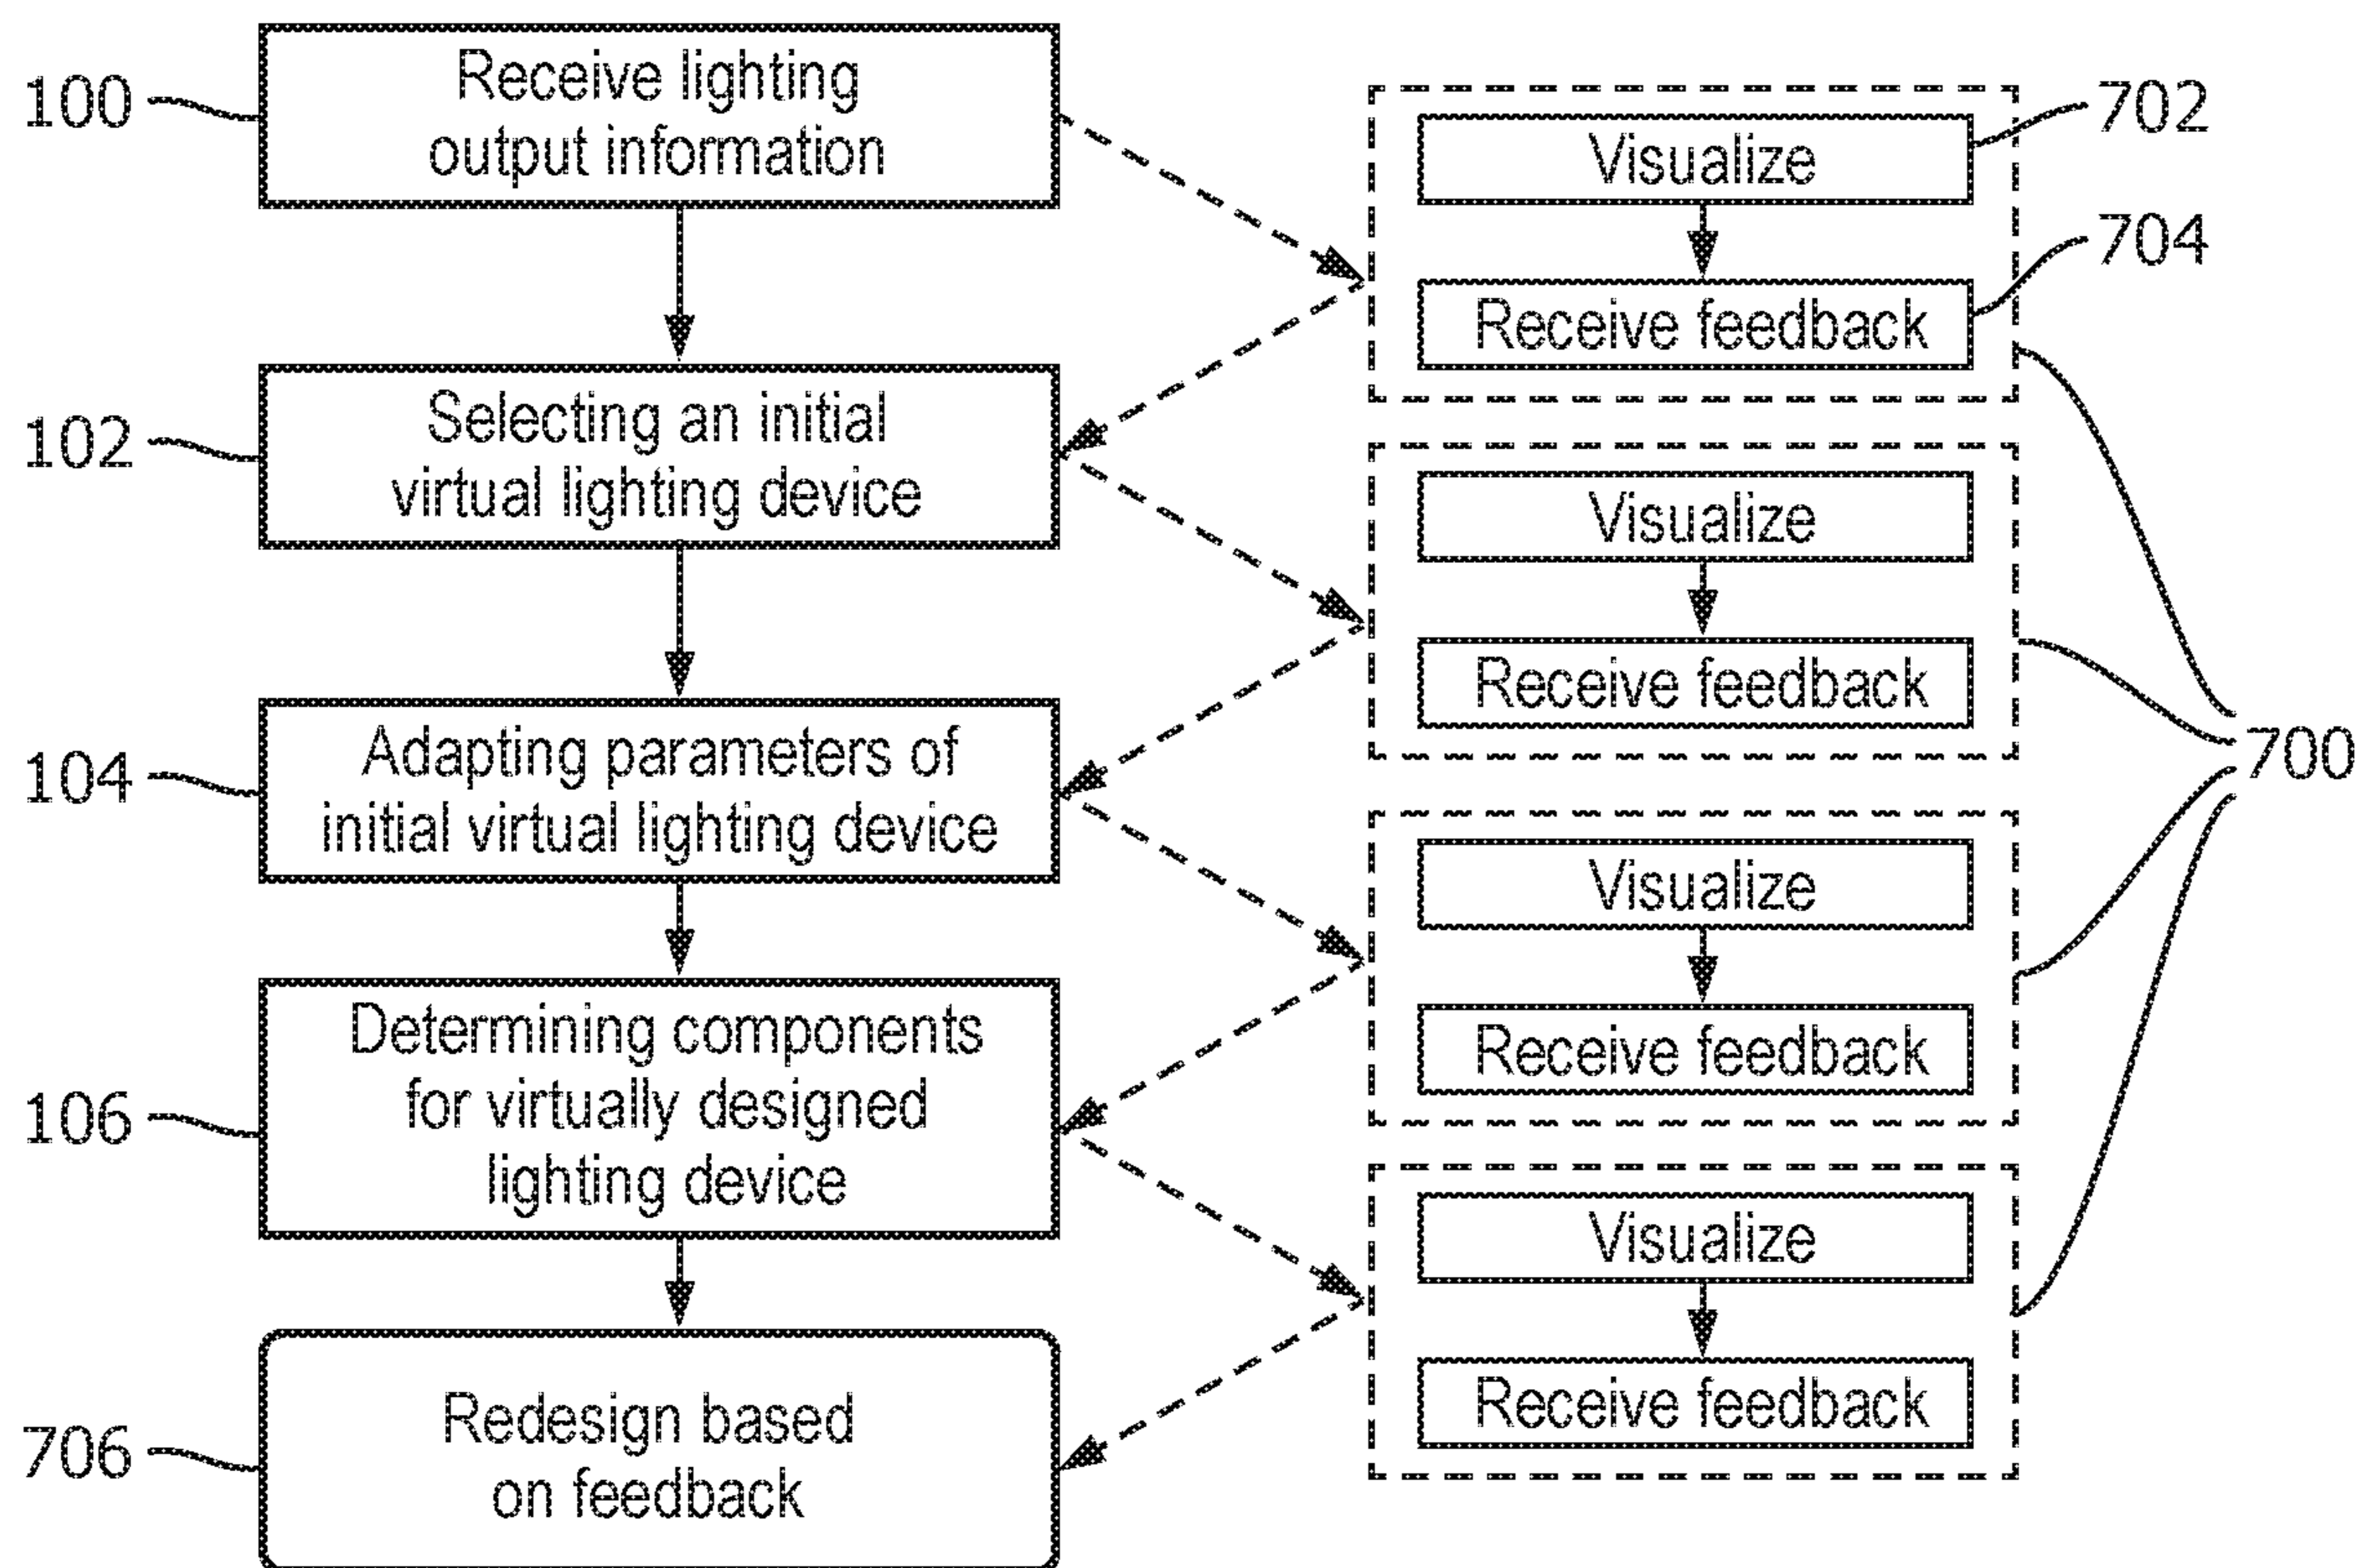 100
Receive lighting
output information
Visualize
702
Receive feedback
704
102
Selecting an initial
virtual lighting device
Visualize
Receive feedback
700
104
Adapting parameters of
initial virtual lighting device
Visualize
Receive feedback
106
Determining components
for virtually designed
lighting device
Visualize
Receive feedback
706
Redesign based
on feedback